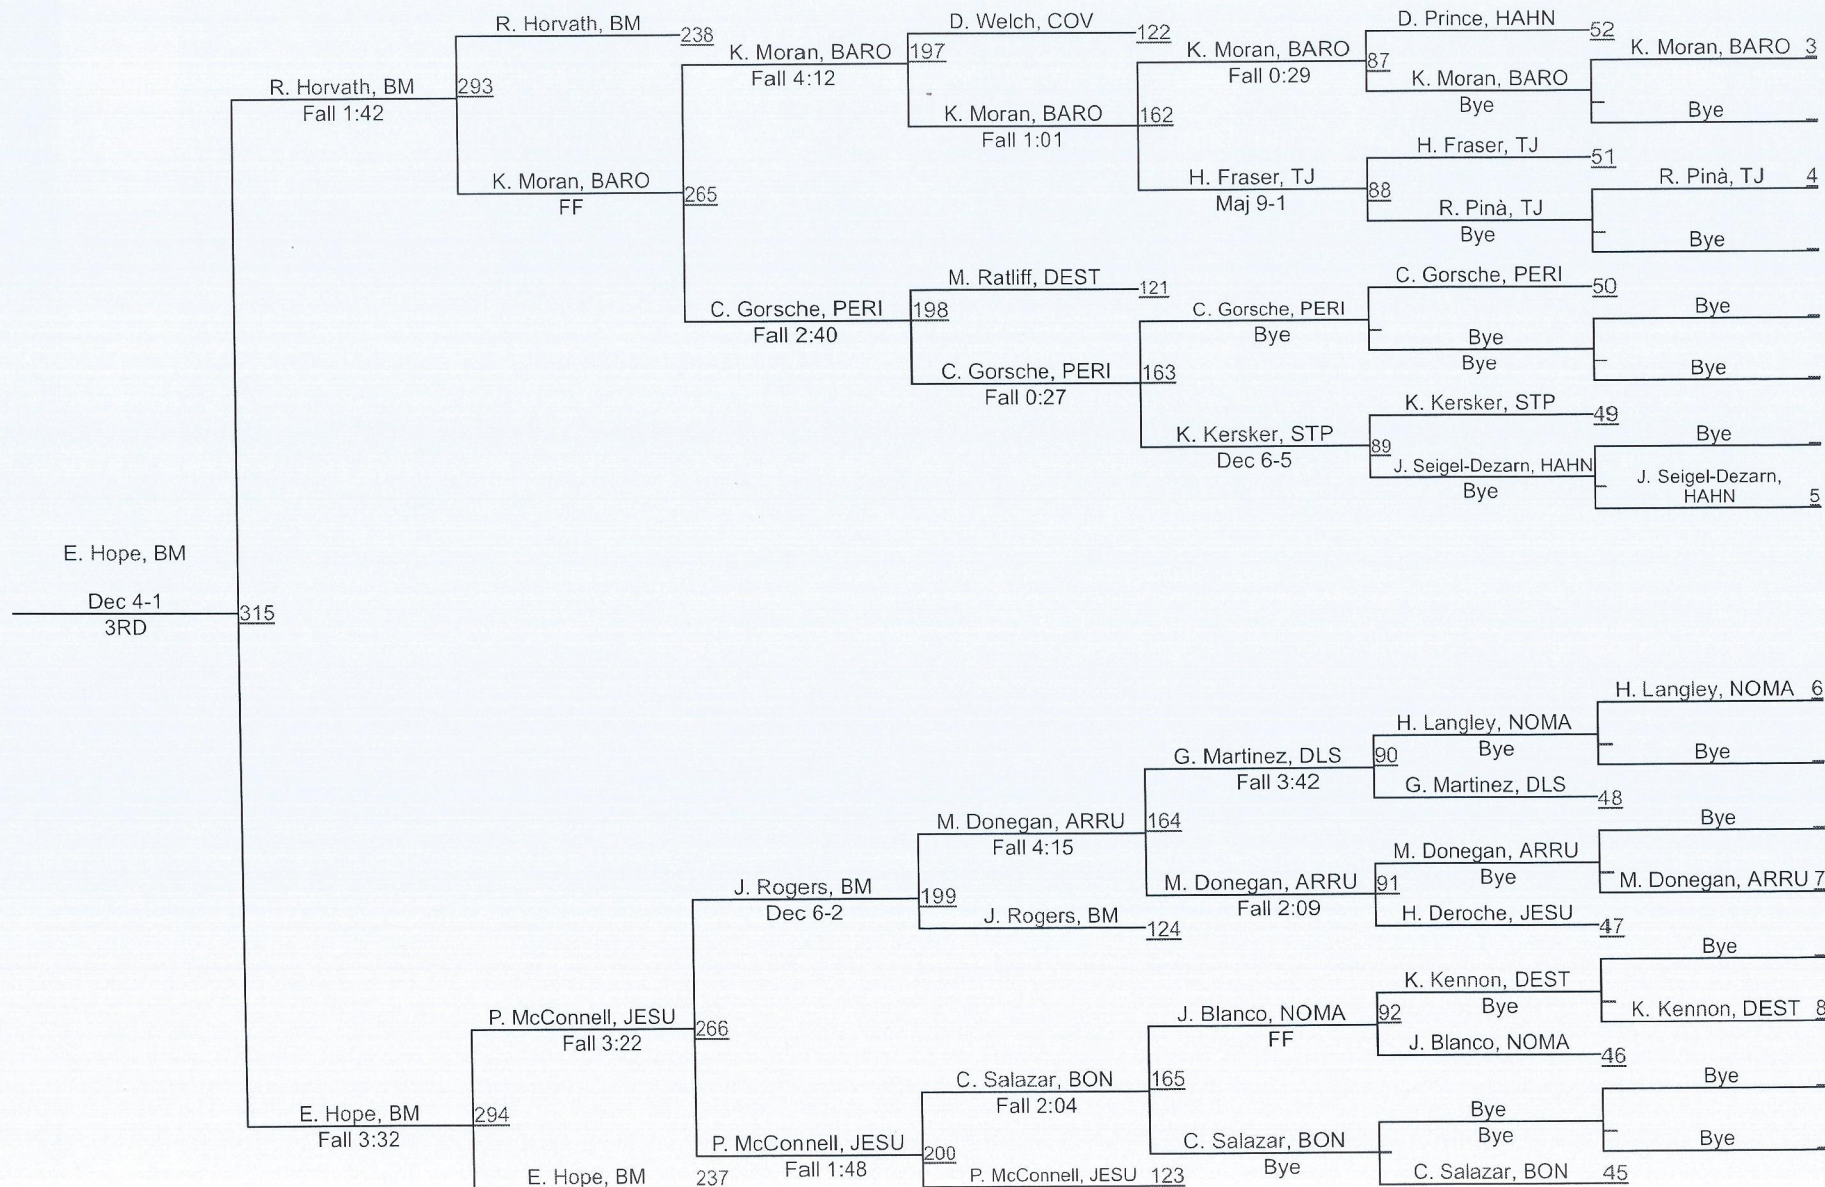 R. Horvath, BM
238
D. Welch, COV
122
D. Prince, HAHN
52
K. Moran, BARO 3
K. Moran, BARO
Fall 4:12
197
K. Moran, BARO
Fall 0:29
87
K. Moran, BARO
Bye
Bye
R. Horvath, BM
Fall 1:42
293
K. Moran, BARO
Fall 1:01
162
H. Fraser, TJ
51
R. Pinà, TJ 4
K. Moran, BARO
FF
265
H. Fraser, TJ
Maj 9-1
88
R. Pinà, TJ
Bye
Bye
M. Ratliff, DEST
121
C. Gorsche, PERI
50
Bye
C. Gorsche, PERI
Fall 2:40
198
C. Gorsche, PERI
Bye
Bye
Bye
Bye
C. Gorsche, PERI
Fall 0:27
163
K. Kersker, STP
49
Bye
K. Kersker, STP
Dec 6-5
89
J. Seigel-Dezarn, HAHN
Bye
J. Seigel-Dezarn,
HAHN 5
E. Hope, BM
Dec 4-1
3RD
315
H. Langley, NOMA 6
H. Langley, NOMA
Bye
Bye
G. Martinez, DLS
Fall 3:42
90
G. Martinez, DLS
48
M. Donegan, ARRU
Fall 4:15
164
Bye
M. Donegan, ARRU
Bye
M. Donegan, ARRU 7
J. Rogers, BM
Dec 6-2
199
M. Donegan, ARRU
Fall 2:09
91
J. Rogers, BM
124
H. Deroche, JESU
47
Bye
K. Kennon, DEST
Bye
K. Kennon, DEST 8
P. McConnell, JESU
Fall 3:22
266
J. Blanco, NOMA
FF
92
J. Blanco, NOMA
46
C. Salazar, BON
Fall 2:04
165
Bye
E. Hope, BM
Fall 3:32
294
Bye
Bye
Bye
P. McConnell, JESU
Fall 1:48
200
C. Salazar, BON
Bye
E. Hope, BM
237
P. McConnell, JESU 123
C. Salazar, BON 45